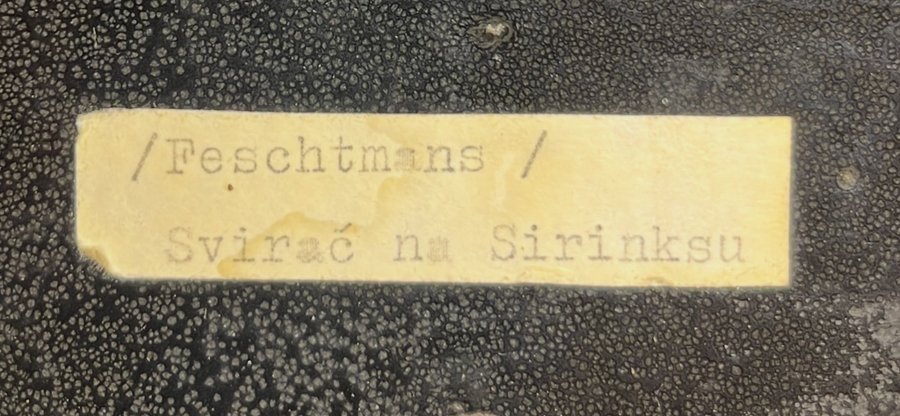 /Feschtmans /
Svirać na Sirinksu